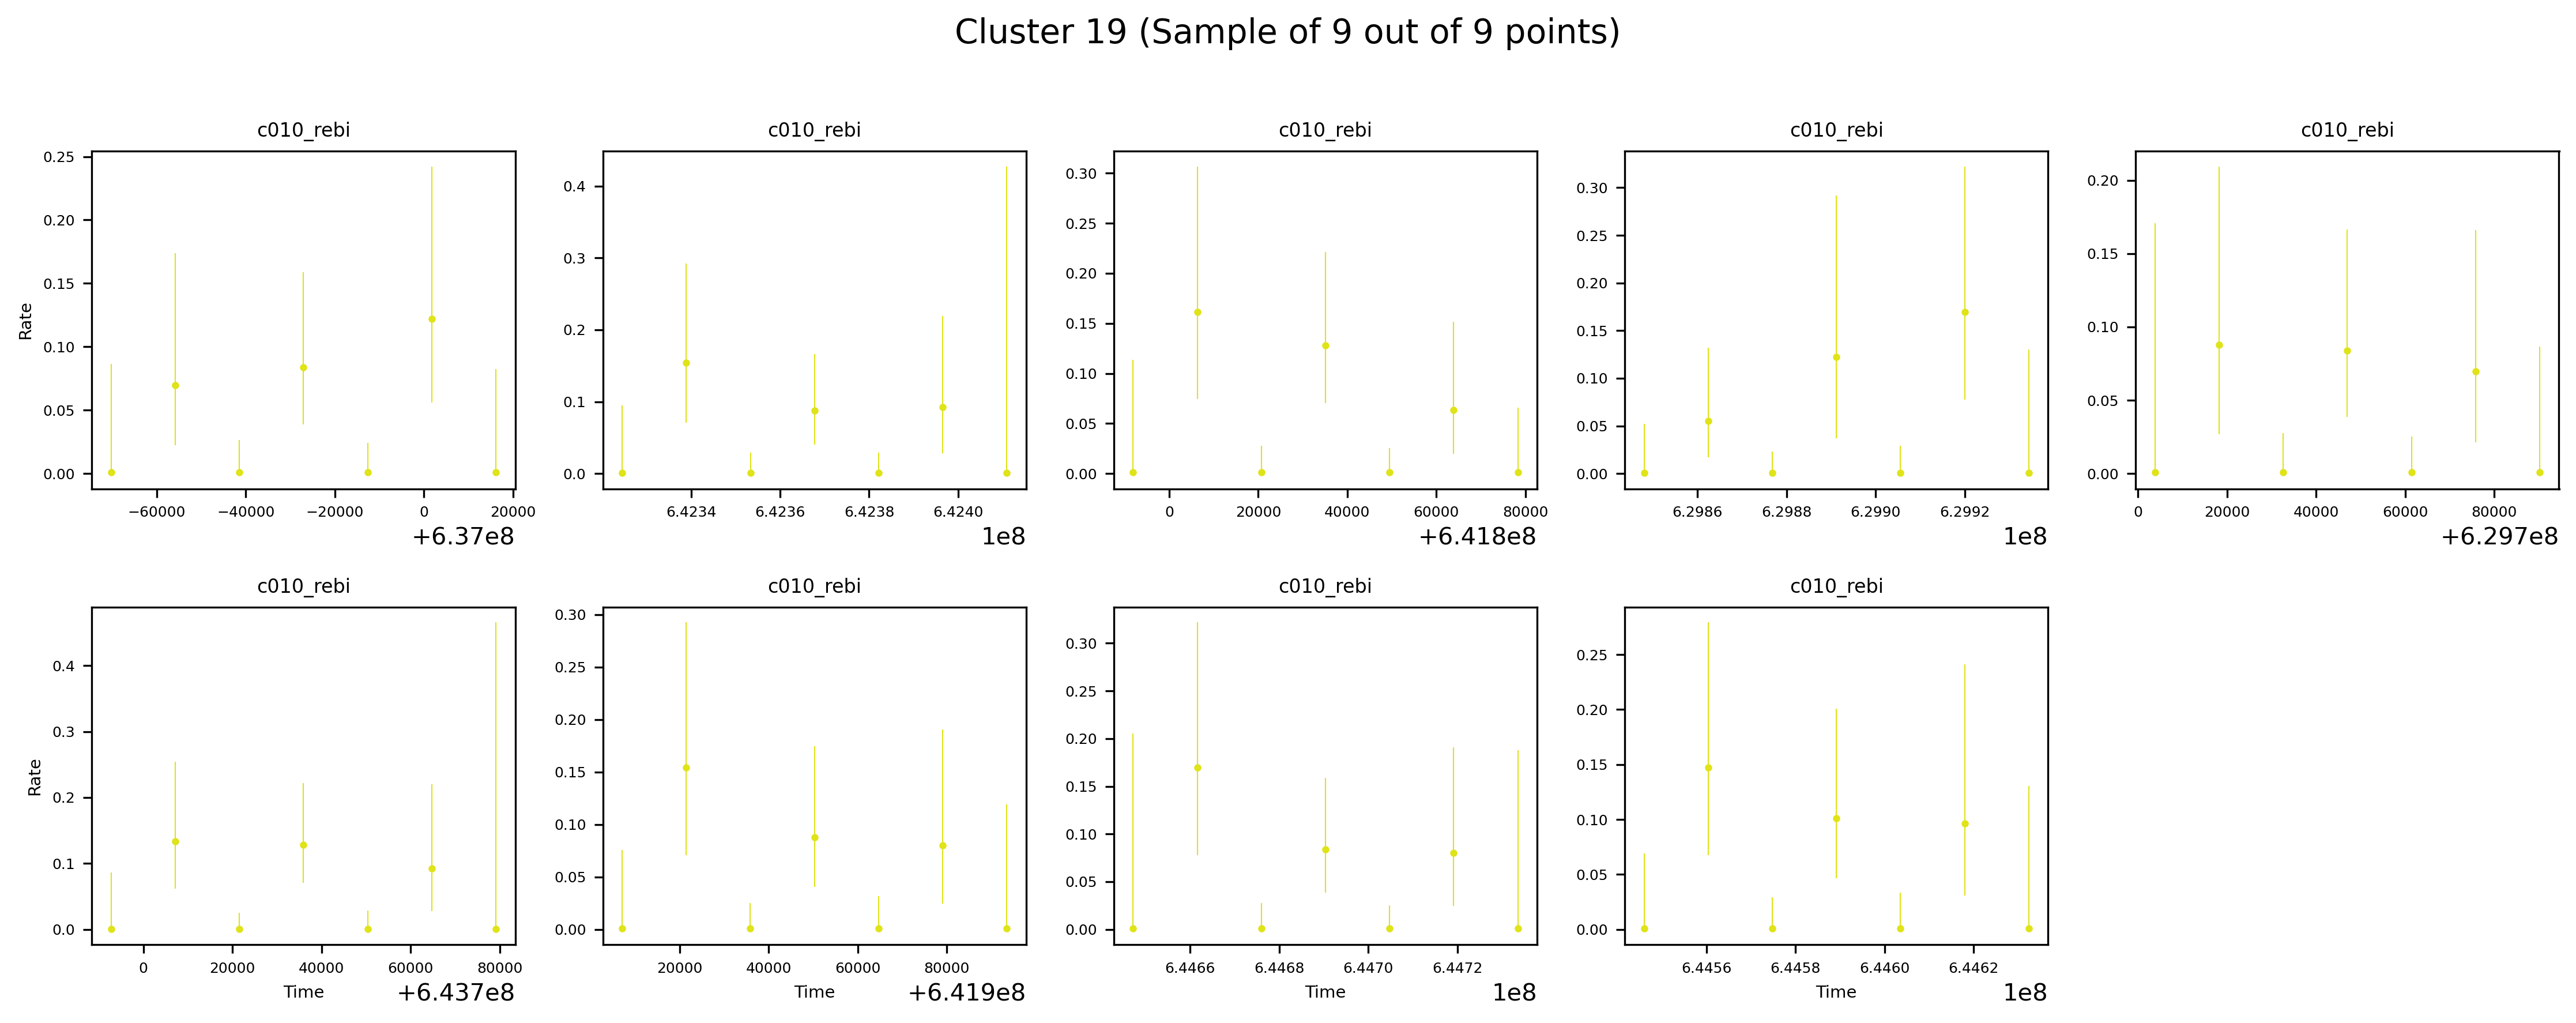 Cluster 19 (Sample of 9 out of 9 points)
c010_rebi c010_rebi c010_rebi c010_rebi c010_rebi
0.25 0.20 0.15 0.10 0.05 0.00
Rate
−60000 −40000 −20000 0 20000
+6.37e8
0.4 0.3 0.2 0.1 0.0
6.4234 6.4236 6.4238 6.4240
1e8
0.30 0.25 0.20 0.15 0.10 0.05 0.00
0 20000 40000 60000 80000
+6.418e8
0.30 0.25 0.20 0.15 0.10 0.05 0.00
6.2986 6.2988 6.2990 6.2992
1e8
0.20 0.15 0.10 0.05 0.00
0 20000 40000 60000 80000
+6.297e8
c010_rebi c010_rebi c010_rebi c010_rebi
0.4 0.3 0.2 0.1 0.0
Rate
0 20000 40000 60000 80000
Time +6.437e8
0.30 0.25 0.20 0.15 0.10 0.05 0.00
20000 40000 60000 80000
Time +6.419e8
0.30 0.25 0.20 0.15 0.10 0.05 0.00
6.4466 6.4468 6.4470 6.4472
Time 1e8
0.25 0.20 0.15 0.10 0.05 0.00
6.4456 6.4458 6.4460 6.4462
Time 1e8